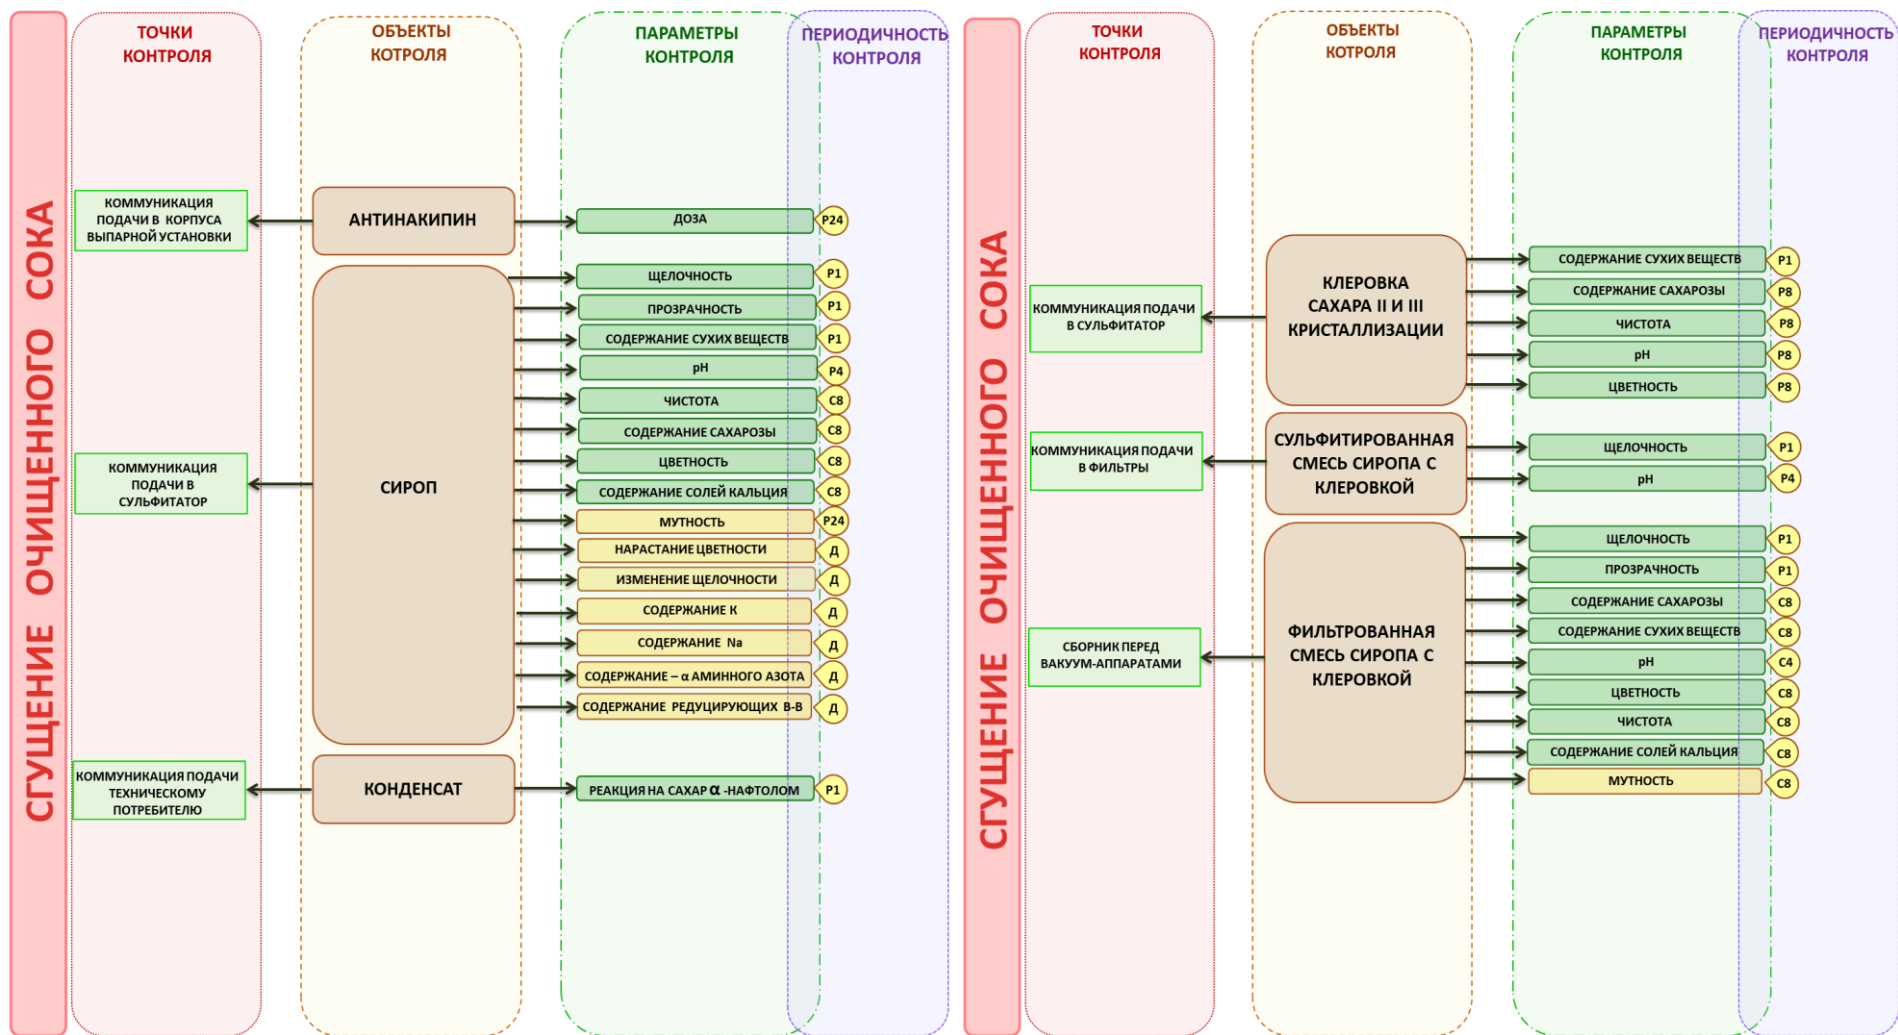 СГУЩЕНИЕ ОЧИЩЕННОГО СОКА
ТОЧКИ
КОНТРОЛЯ
ОБЪЕКТЫ
КОТРОЛЯ
ПАРАМЕТРЫ
КОНТРОЛЯ
ПЕРИОДИЧНОСТЬ
КОНТРОЛЯ
КОММУНИКАЦИЯ
ПОДАЧИ В КОРПУСА
ВЫПАРНОЙ УСТАНОВКИ
АНТИНАКИПИН
ДОЗА
Р24
КОММУНИКАЦИЯ
ПОДАЧИ В
СУЛЬФИТАТОР
СИРОП
ЩЕЛОЧНОСТЬ
Р1
ПРОЗРАЧНОСТЬ
Р1
СОДЕРЖАНИЕ СУХИХ ВЕЩЕСТВ
Р1
рН
Р4
ЧИСТОТА
С8
СОДЕРЖАНИЕ САХАРОЗЫ
С8
ЦВЕТНОСТЬ
С8
СОДЕРЖАНИЕ СОЛЕЙ КАЛЬЦИЯ
С8
МУТНОСТЬ
Р24
НАРАСТАНИЕ ЦВЕТНОСТИ
Д
ИЗМЕНЕНИЕ ЩЕЛОЧНОСТИ
Д
СОДЕРЖАНИЕ К
Д
СОДЕРЖАНИЕ Na
Д
СОДЕРЖАНИЕ – α АМИННОГО АЗОТА
Д
СОДЕРЖАНИЕ РЕДУЦИРУЮЩИХ В-В
Д
КОММУНИКАЦИЯ ПОДАЧИ
ТЕХНИЧЕСКОМУ
ПОТРЕБИТЕЛЮ
КОНДЕНСАТ
РЕАКЦИЯ НА САХАР α -НАФТОЛОМ
Р1
СГУЩЕНИЕ ОЧИЩЕННОГО СОКА
ТОЧКИ
КОНТРОЛЯ
ОБЪЕКТЫ
КОТРОЛЯ
ПАРАМЕТРЫ
КОНТРОЛЯ
ПЕРИОДИЧНОСТЬ
КОНТРОЛЯ
КОММУНИКАЦИЯ ПОДАЧИ
В СУЛЬФИТАТОР
КЛЕРОВКА
САХАРА II И III
КРИСТАЛЛИЗАЦИИ
СОДЕРЖАНИЕ СУХИХ ВЕЩЕСТВ
Р1
СОДЕРЖАНИЕ САХАРОЗЫ
Р8
ЧИСТОТА
Р8
рН
Р8
ЦВЕТНОСТЬ
Р8
КОММУНИКАЦИЯ ПОДАЧИ
В ФИЛЬТРЫ
СУЛЬФИТИРОВАННАЯ
СМЕСЬ СИРОПА С
КЛЕРОВКОЙ
ЩЕЛОЧНОСТЬ
Р1
рН
Р4
СБОРНИК ПЕРЕД
ВАКУУМ-АППАРАТАМИ
ФИЛЬТРОВАННАЯ
СМЕСЬ СИРОПА С
КЛЕРОВКОЙ
ЩЕЛОЧНОСТЬ
Р1
ПРОЗРАЧНОСТЬ
Р1
СОДЕРЖАНИЕ САХАРОЗЫ
С8
СОДЕРЖАНИЕ СУХИХ ВЕЩЕСТВ
С8
рН
С4
ЦВЕТНОСТЬ
С8
ЧИСТОТА
С8
СОДЕРЖАНИЕ СОЛЕЙ КАЛЬЦИЯ
С8
МУТНОСТЬ
С8